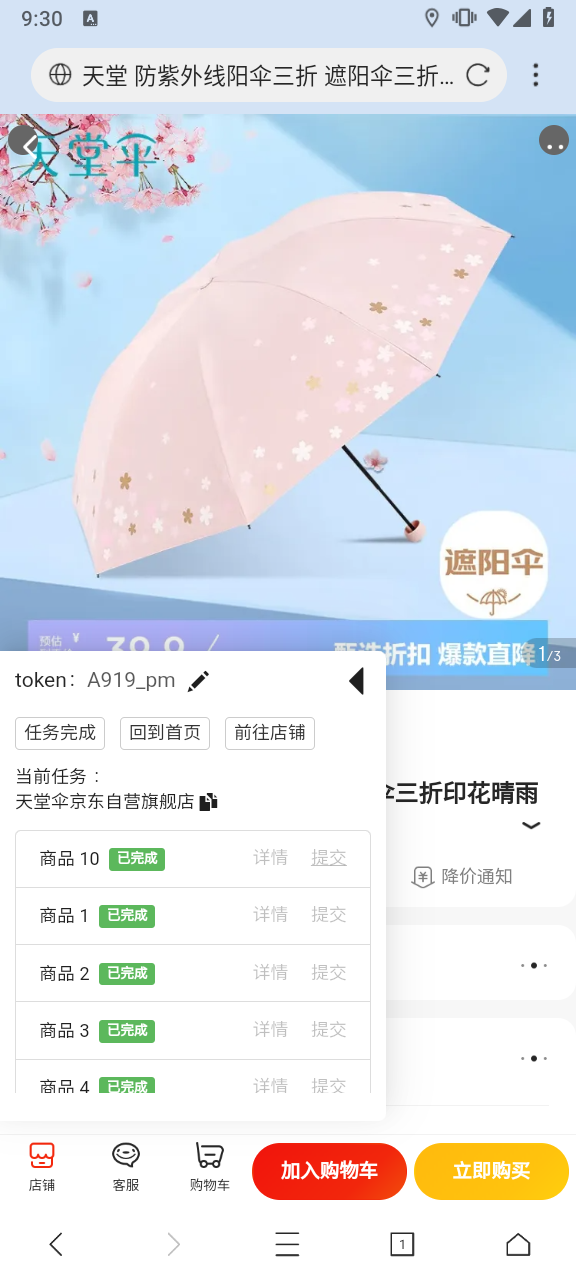 9:30
天堂 防紫外线阳伞三折 遮阳伞三折...
天堂伞
遮阳伞
预估
¥
39.9
甄选折扣 爆款直降
1/3
token： A919_pm
任务完成
回到首页
前往店铺
当前任务：
天堂伞京东自营旗舰店
伞三折印花晴雨
降价通知
商品 10 已完成 详情 提交
商品 1 已完成 详情 提交
商品 2 已完成 详情 提交
商品 3 已完成 详情 提交
商品 4 已完成 详情 提交
店铺
客服
购物车
加入购物车
立即购买
1